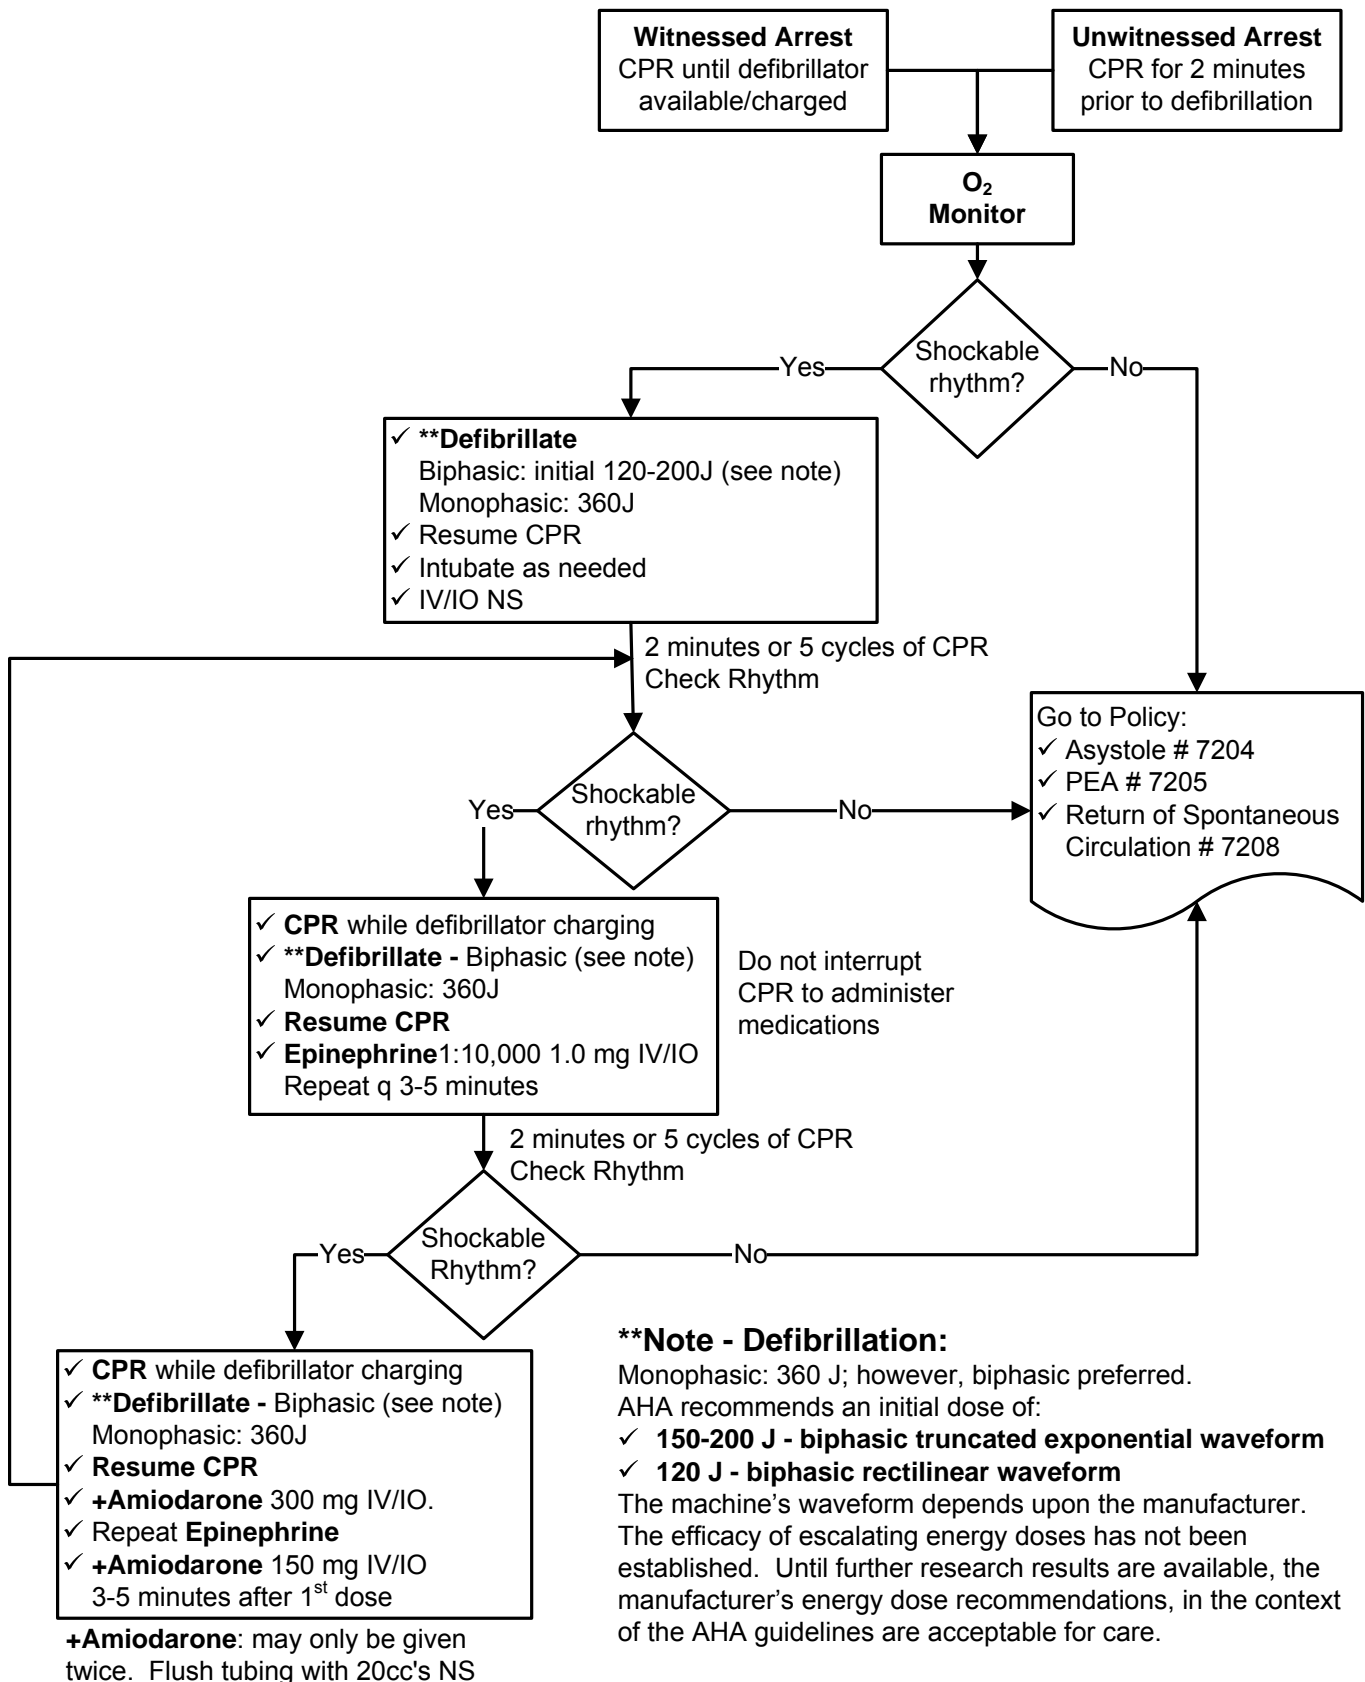 Witnessed Arrest
CPR until defibrillator
available/charged
Unwitnessed Arrest
CPR for 2 minutes
prior to defibrillation
O₂
Monitor
Shockable
rhythm?
Yes
No
✓ **Defibrillate
Biphasic: initial 120-200J (see note)
Monophasic: 360J
✓ Resume CPR
✓ Intubate as needed
✓ IV/IO NS
2 minutes or 5 cycles of CPR
Check Rhythm
Shockable
rhythm?
Yes
No
Go to Policy:
✓ Asystole # 7204
✓ PEA # 7205
✓ Return of Spontaneous
Circulation # 7208
✓ CPR while defibrillator charging
✓ **Defibrillate - Biphasic (see note)
Monophasic: 360J
✓ Resume CPR
✓ Epinephrine1:10,000 1.0 mg IV/IO
Repeat q 3-5 minutes
Do not interrupt
CPR to administer
medications
2 minutes or 5 cycles of CPR
Check Rhythm
Shockable
Rhythm?
Yes
No
✓ CPR while defibrillator charging
✓ **Defibrillate - Biphasic (see note)
Monophasic: 360J
✓ Resume CPR
✓ +Amiodarone 300 mg IV/IO.
✓ Repeat Epinephrine
✓ +Amiodarone 150 mg IV/IO
3-5 minutes after 1st dose
+Amiodarone: may only be given
twice. Flush tubing with 20cc's NS
**Note - Defibrillation:
Monophasic: 360 J; however, biphasic preferred.
AHA recommends an initial dose of:
✓ 150-200 J - biphasic truncated exponential waveform
✓ 120 J - biphasic rectilinear waveform
The machine’s waveform depends upon the manufacturer.
The efficacy of escalating energy doses has not been
established. Until further research results are available, the
manufacturer’s energy dose recommendations, in the context
of the AHA guidelines are acceptable for care.